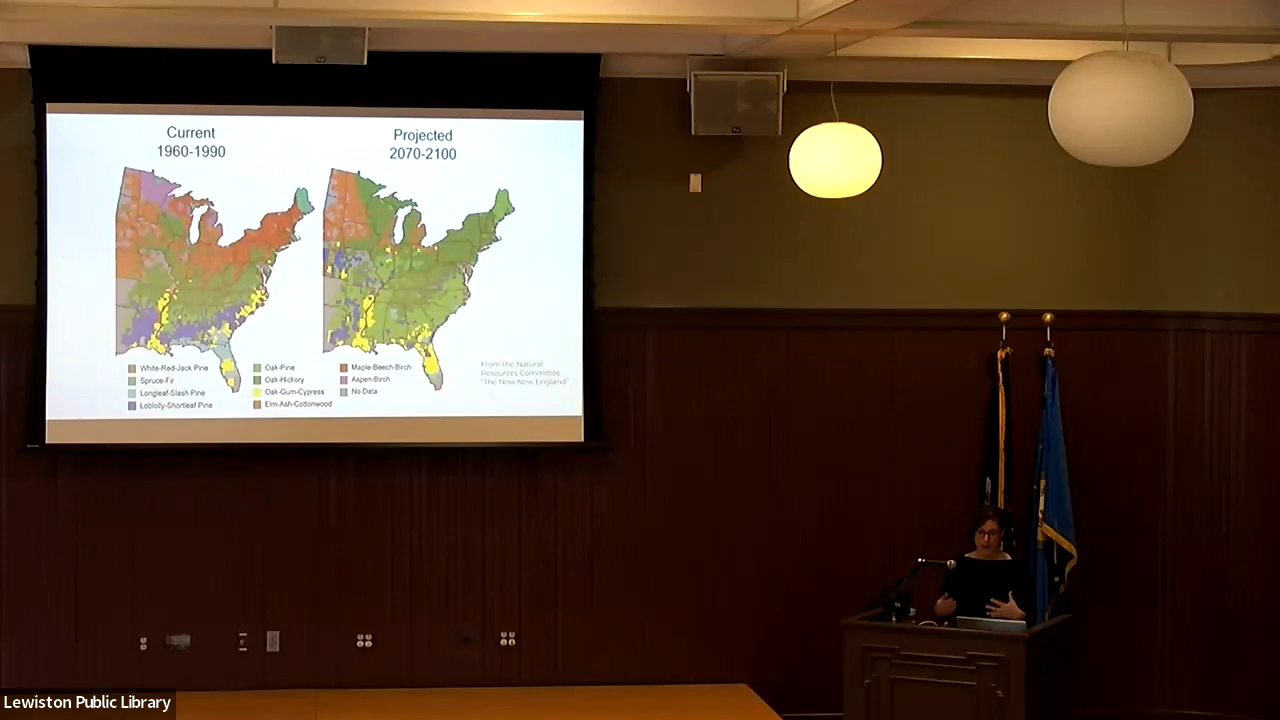 Current
1960-1990
Projected
2070-2100
White-Red-Jack Pine
Spruce-Fir
Longleaf-Slash Pine
Loblolly-Shortleaf Pine
Oak-Pine
Oak-Hickory
Oak-Gum-Cypress
Elm-Ash-Cottonwood
Maple-Beech-Birch
Aspen-Birch
No Data
From the Natural
Resources Committee
"The New New England"
Lewiston Public Library